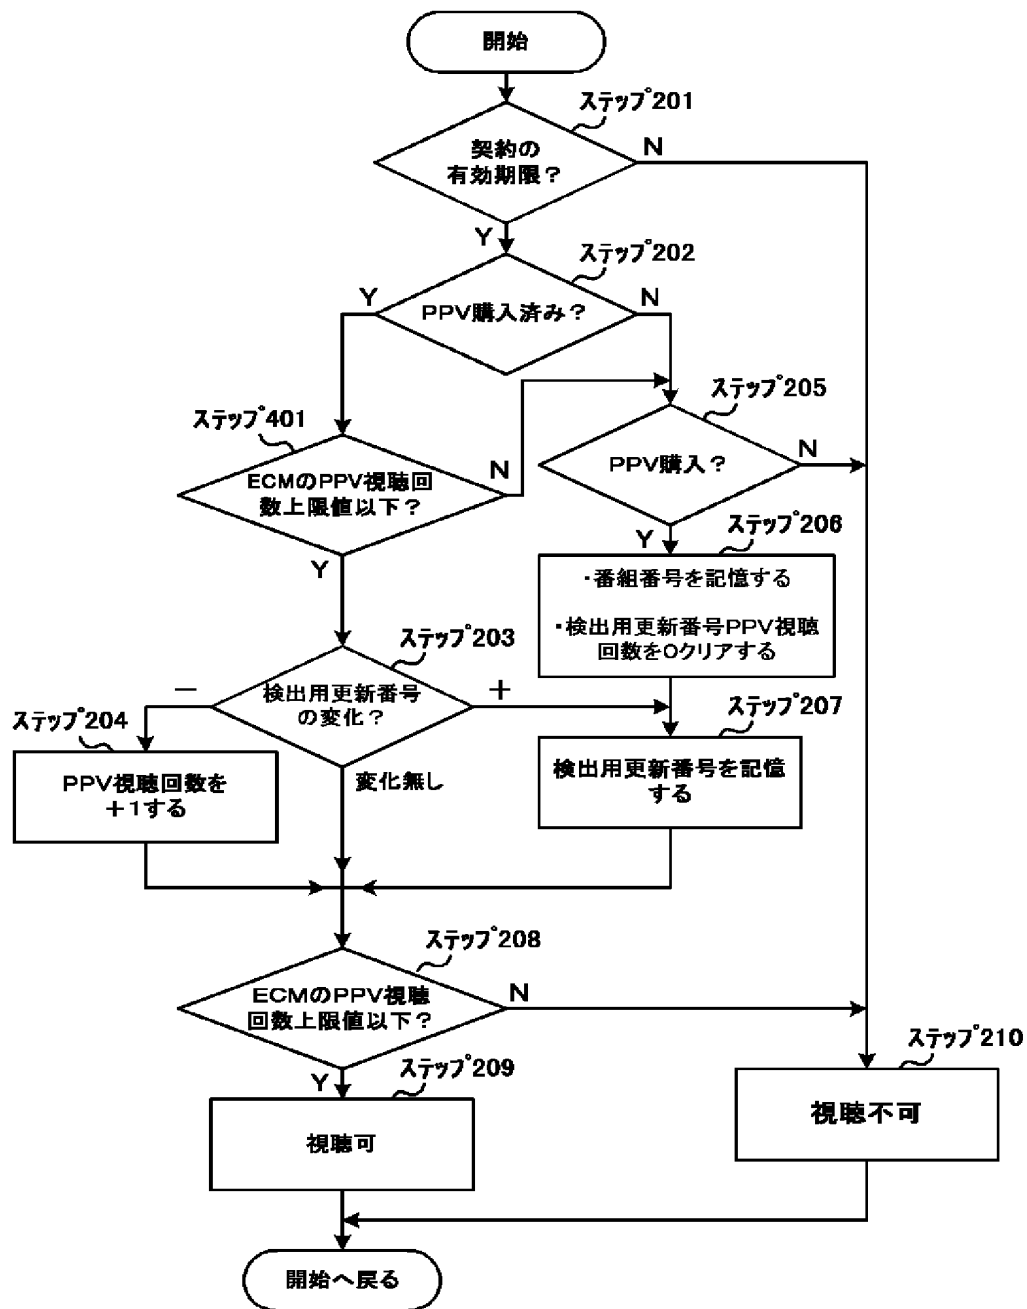 開始
ステップ201
契約の
有効期限？
N
Y
ステップ202
PPV購入済み？
Y
N
ステップ205
PPV購入？
N
Y
ステップ401
ECMのPPV視聴回
数上限値以下？
N
Y
ステップ206
・番組番号を記憶する
・検出用更新番号PPV視聴
回数を0クリアする
ステップ203
検出用更新番号
の変化？
－
＋
変化無し
ステップ204
PPV視聴回数を
＋1する
ステップ207
検出用更新番号を記憶
する
ステップ208
ECMのPPV視聴
回数上限値以下？
N
Y
ステップ209
視聴可
ステップ210
視聴不可
開始へ戻る